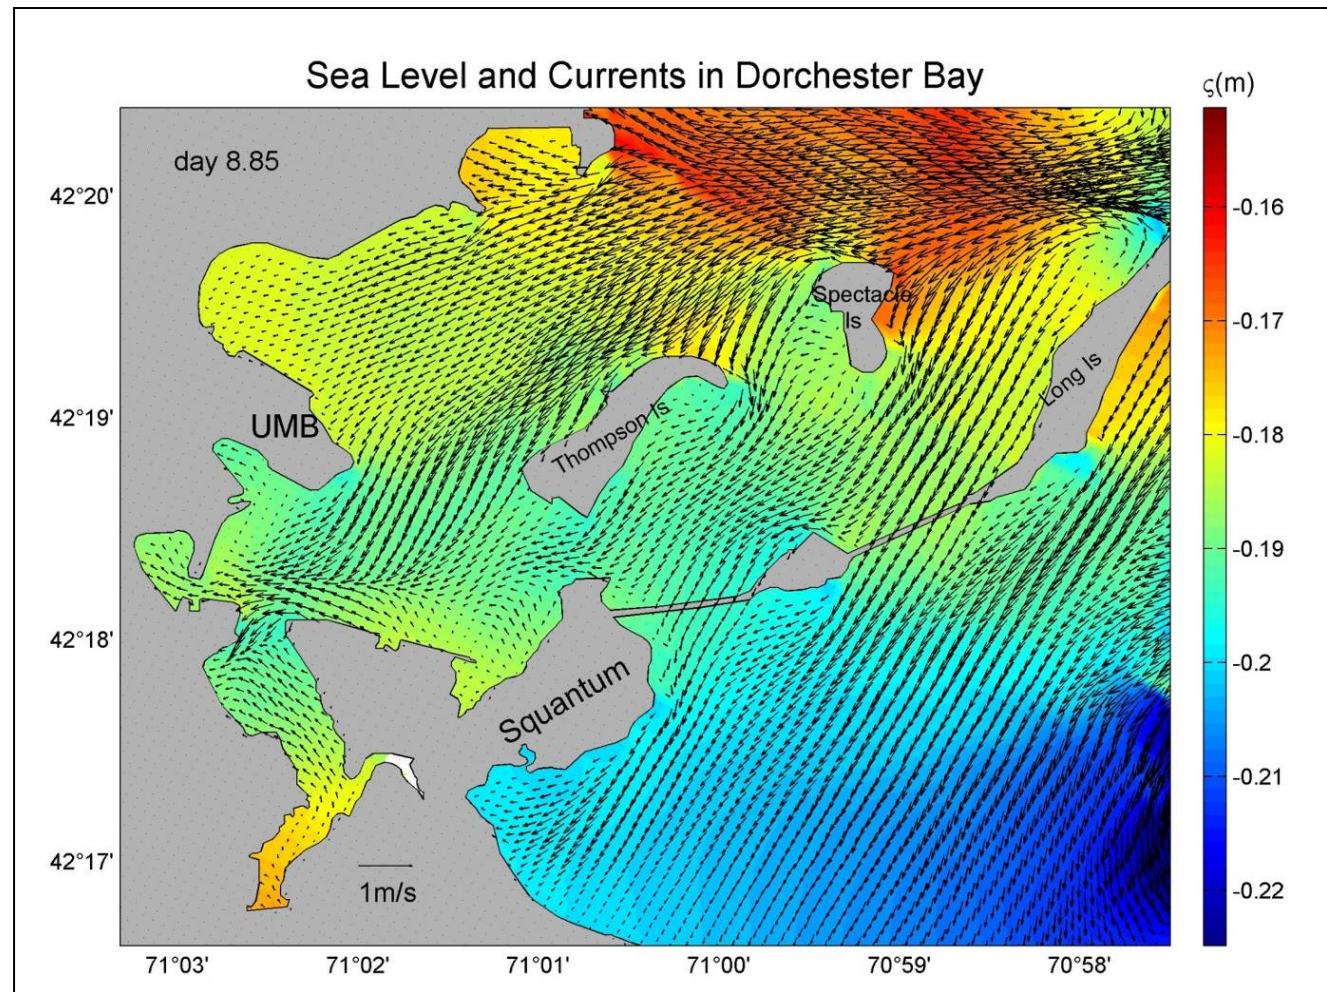 Sea Level and Currents in Dorchester Bay
ς(m)
day 8.85
42°20'
42°19'
42°18'
42°17'
Spectacle
Is
Long Is
Thompson Is
UMB
Squantum
1m/s
-0.16
-0.17
-0.18
-0.19
-0.2
-0.21
-0.22
71°03'
71°02'
71°01'
71°00'
70°59'
70°58'